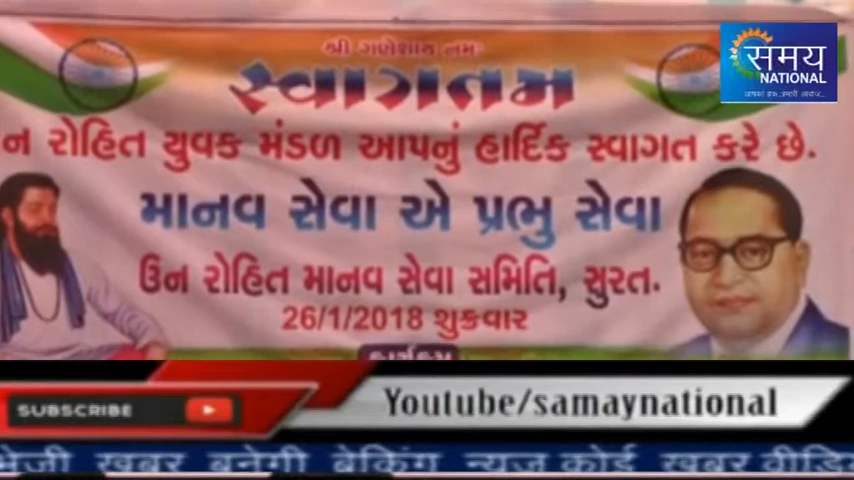 શ્રી ગણેશાય નમઃ
સ્વાગતમ
ન રોહિત યુવક મંડળ આપનું હાર્દિક સ્વાગત કરે છે.
માનવ સેવા એ પ્રભુ સેવા
ઉન રોહિત માનવ સેવા સમિતિ, સુરત.
26/1/2018 શુક્રવાર
समय
NATIONAL
SUBSCRIBE
Youtube/samaynational
भेजी खबर बनेगी ब्रेकिंग न्यूज कोई खबर वीडि